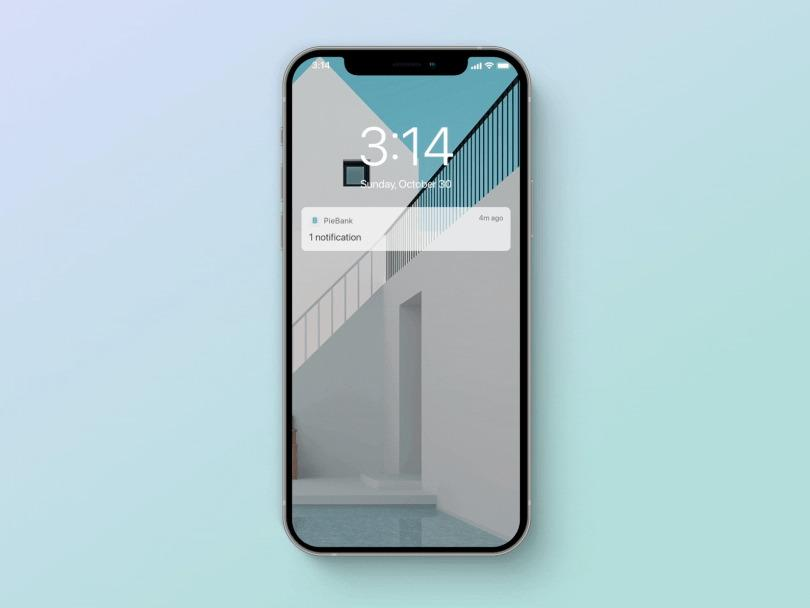 3:14
3:14
Sunday, October 30
PieBank
4m ago
1 notification